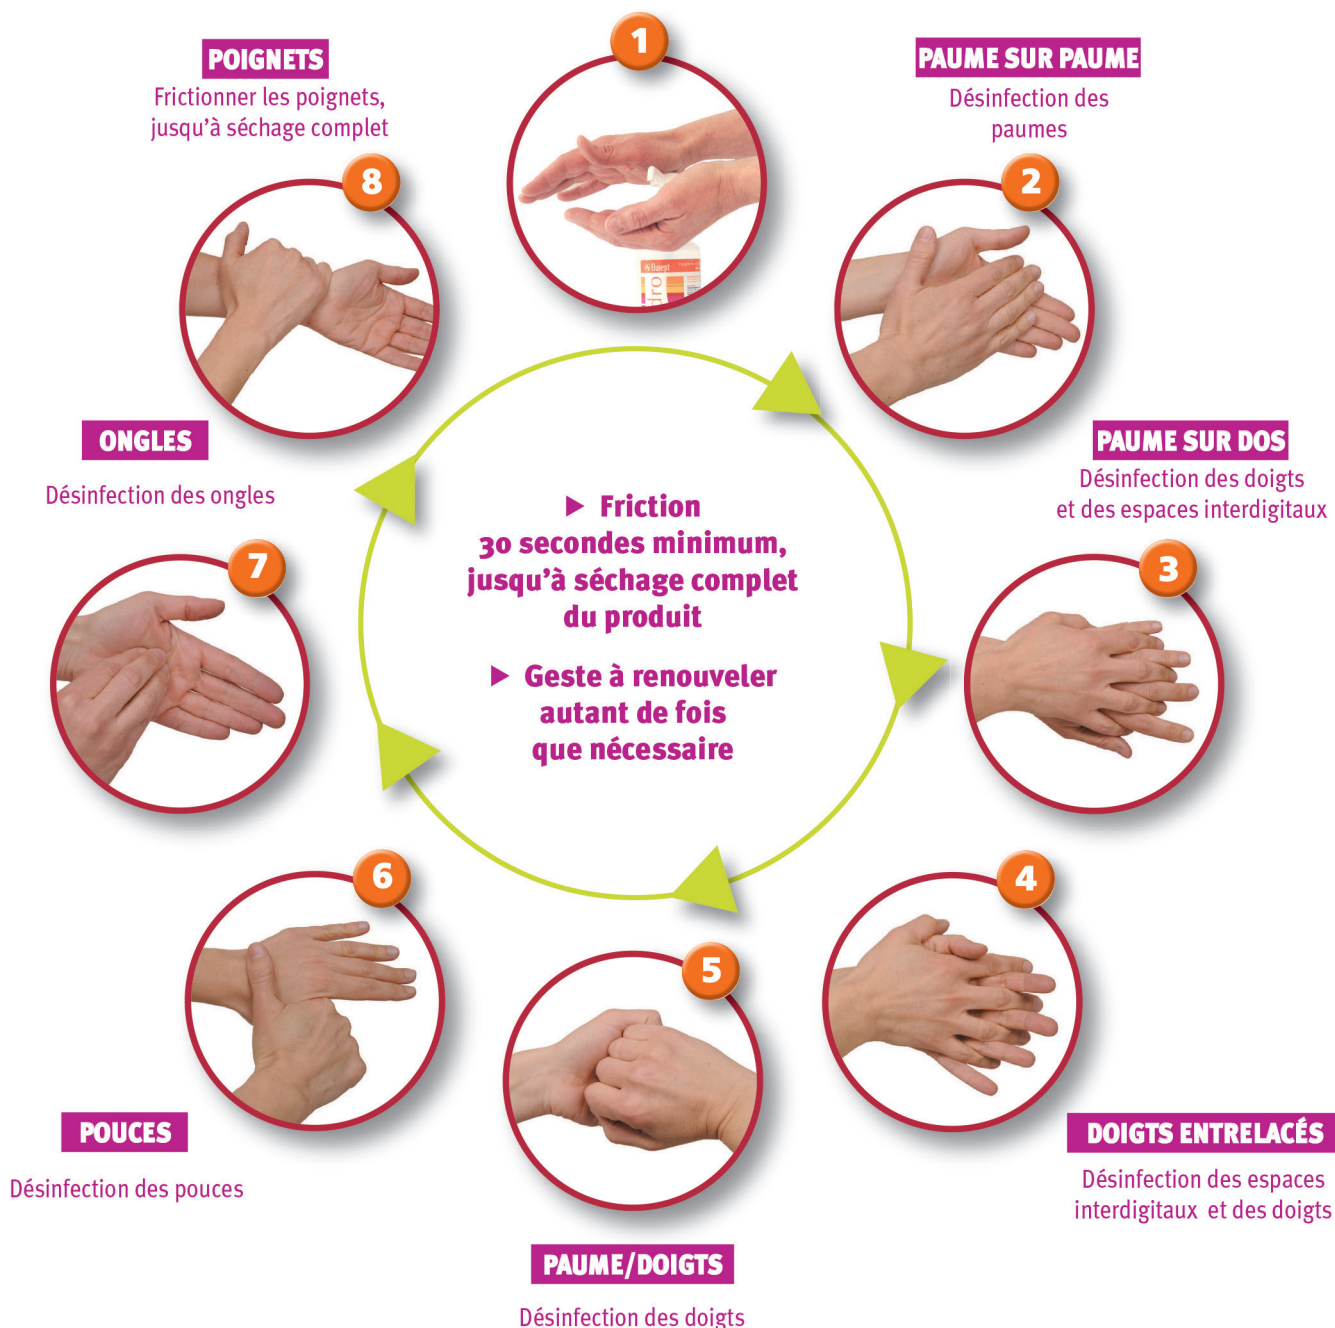 1
PAUME SUR PAUME
Désinfection des
paumes
2
PAUME SUR DOS
Désinfection des doigts
et des espaces interdigitaux
3
4
DOIGTS ENTRELACÉS
Désinfection des espaces
interdigitaux et des doigts
5
PAUME/DOIGTS
Désinfection des doigts
6
POUCES
Désinfection des pouces
7
ONGLES
Désinfection des ongles
8
POIGNETS
Frictionner les poignets,
jusqu'à séchage complet
▶ Friction
30 secondes minimum,
jusqu'à séchage complet
du produit
▶ Geste à renouveler
autant de fois
que nécessaire
dro